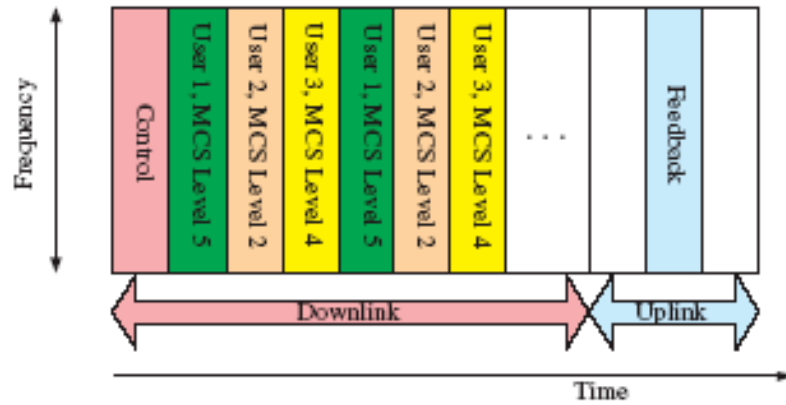 Frequency
Control
User 1, MCS Level 5
User 2, MCS Level 2
User 3, MCS Level 4
User 1, MCS Level 5
User 2, MCS Level 2
User 3, MCS Level 4
. . .
Feedback
Downlink
Uplink
Time